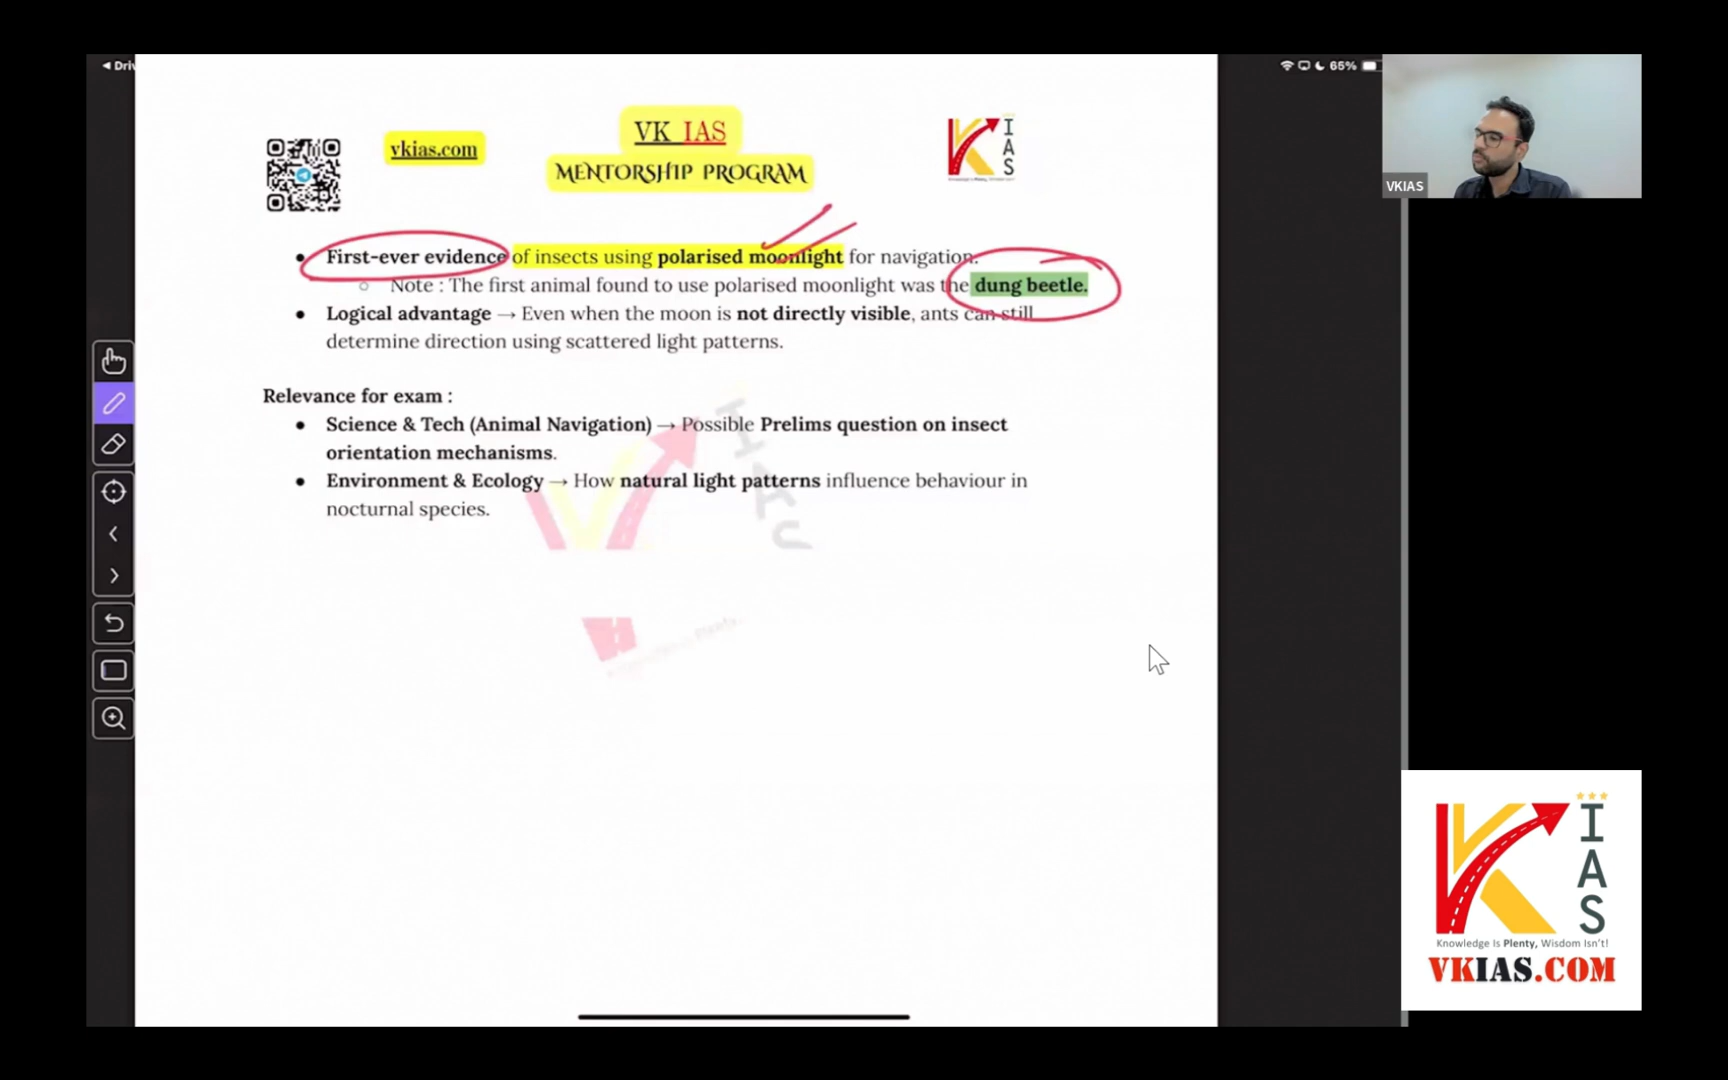 ◀ Driv
65%
vkias.com
VK IAS
MENTORSHIP PROGRAM
IAS
VKIAS
● First-ever evidence of insects using polarised moonlight for navigation.
○ Note : The first animal found to use polarised moonlight was the dung beetle.
● Logical advantage → Even when the moon is not directly visible, ants can still
determine direction using scattered light patterns.
Relevance for exam :
● Science & Tech (Animal Navigation) → Possible Prelims question on insect
orientation mechanisms.
● Environment & Ecology → How natural light patterns influence behaviour in
nocturnal species.
IAS
Knowledge Is Plenty, Wisdom Isn't!
VKIAS.COM